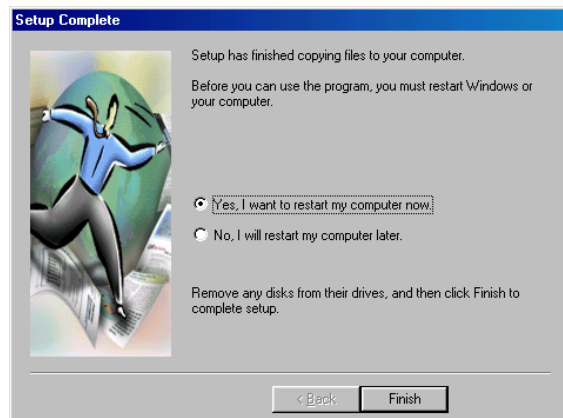 Setup Complete
Setup has finished copying files to your computer.
Before you can use the program, you must restart Windows or
your computer.
Yes, I want to restart my computer now.
No, I will restart my computer later.
Remove any disks from their drives, and then click Finish to
complete setup.
< Back
Finish